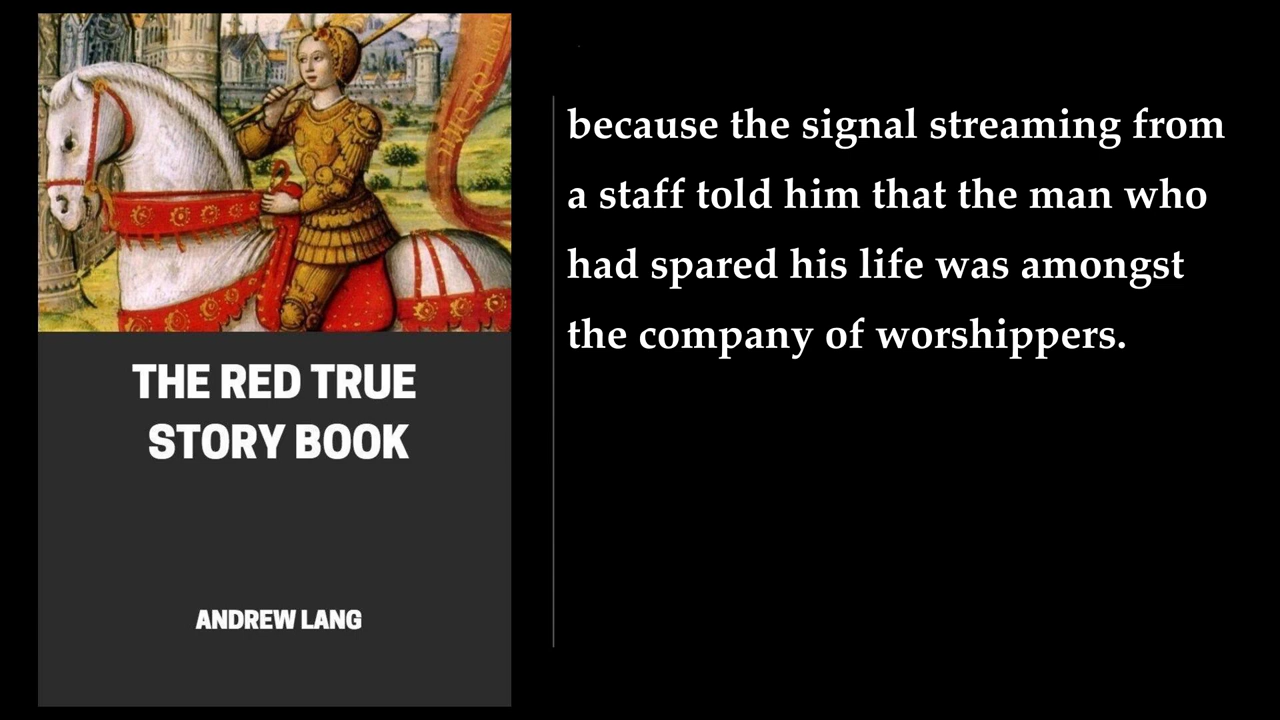 THE RED TRUE
STORY BOOK
ANDREW LANG
because the signal streaming from
a staff told him that the man who
had spared his life was amongst
the company of worshippers.